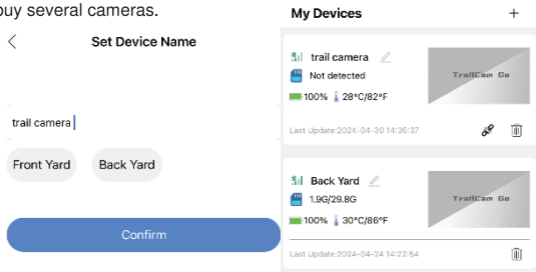 buy several cameras.
Set Device Name
trail camera
Front Yard
Back Yard
Confirm
My Devices
+
trail camera
Not detected
100% 28°C/82°F
TrailCam Go
Last Update:2024-04-30 14:36:37
Back Yard
1.9G/29.8G
100% 30°C/86°F
TrailCam Go
Last Update:2024-04-24 14:22:54